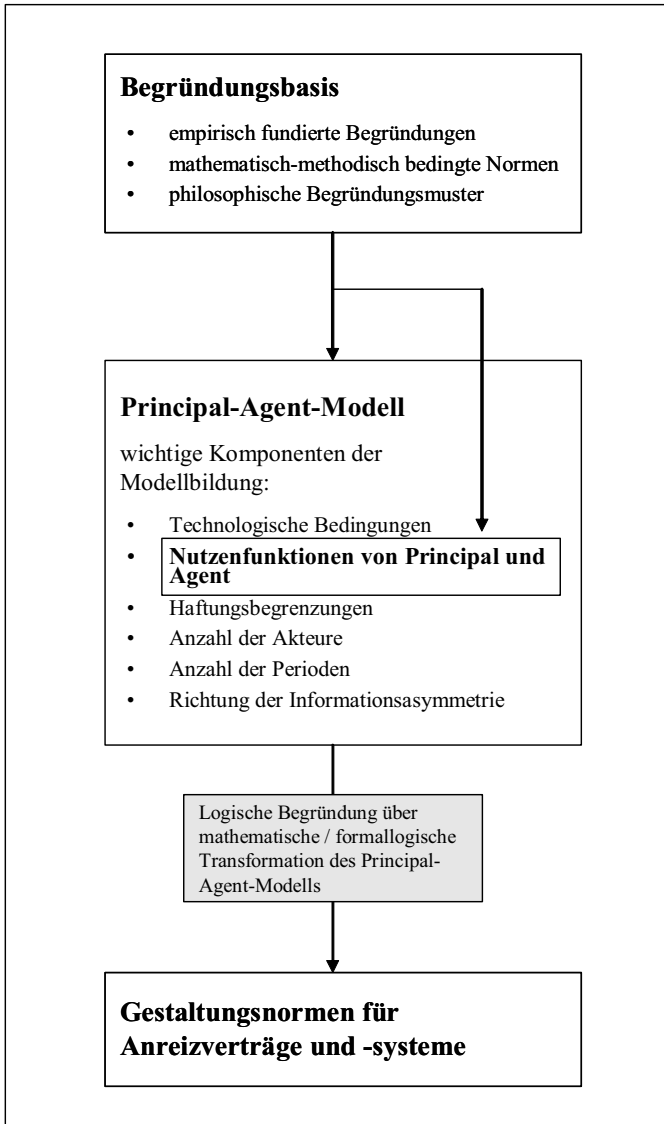 Begründungsbasis
• empirisch fundierte Begründungen
• mathematisch-methodisch bedingte Normen
• philosophische Begründungsmuster
Principal-Agent-Modell
wichtige Komponenten der
Modellbildung:
• Technologische Bedingungen
• Nutzenfunktionen von Principal und
Agent
• Haftungsbegrenzungen
• Anzahl der Akteure
• Anzahl der Perioden
• Richtung der Informationsasymmetrie
Logische Begründung über
mathematische / formallogische
Transformation des Principal-
Agent-Modells
Gestaltungsnormen für
Anreizverträge und -systeme